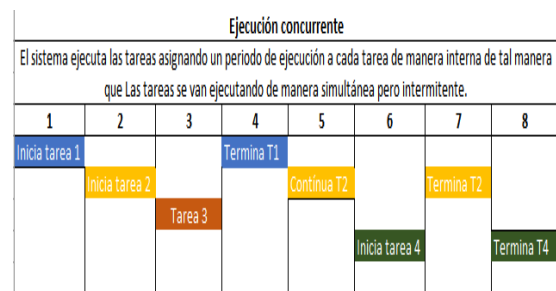 Ejecución concurrente
El sistema ejecuta las tareas asignando un periodo de ejecución a cada tarea de manera interna de tal manera
que Las tareas se van ejecutando de manera simultánea pero intermitente.
1 2 3 4 5 6 7 8
Inicia tarea 1 Termina T1
Inicia tarea 2 Contínua T2 Termina T2
Tarea 3
Inicia tarea 4 Termina T4